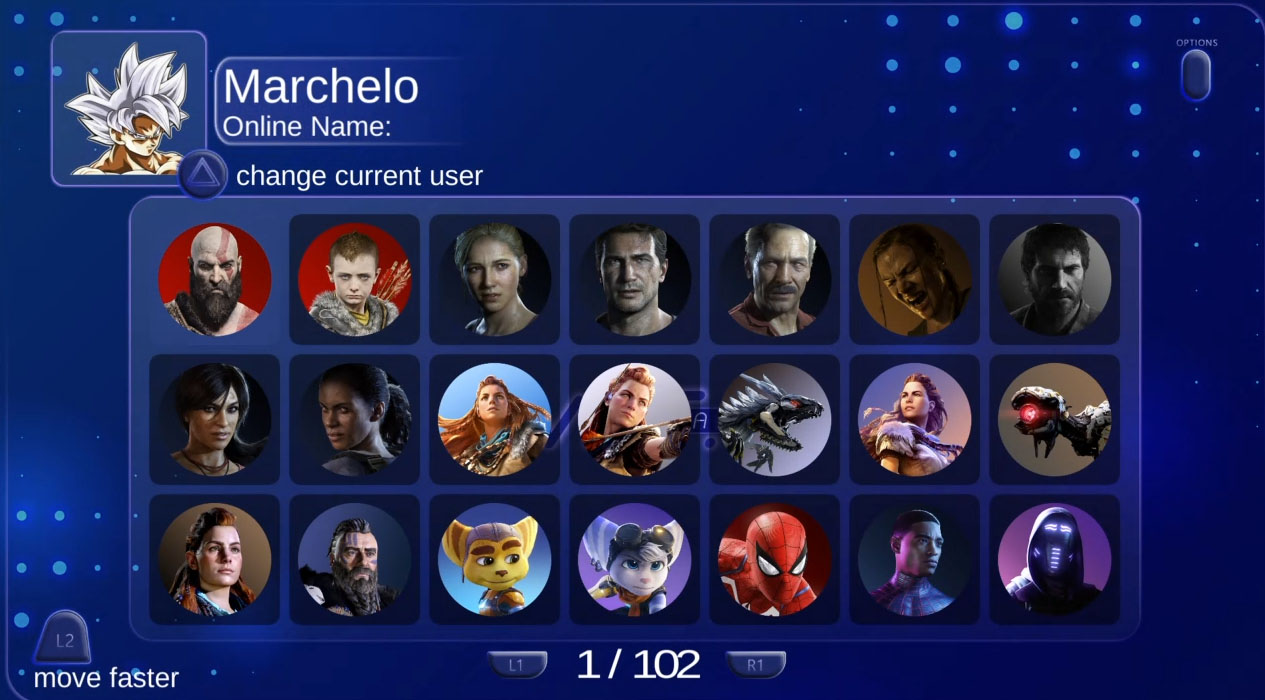 Marchelo
Online Name:
OPTIONS
change current user
A
L2
move faster
L1
1 / 102
R1